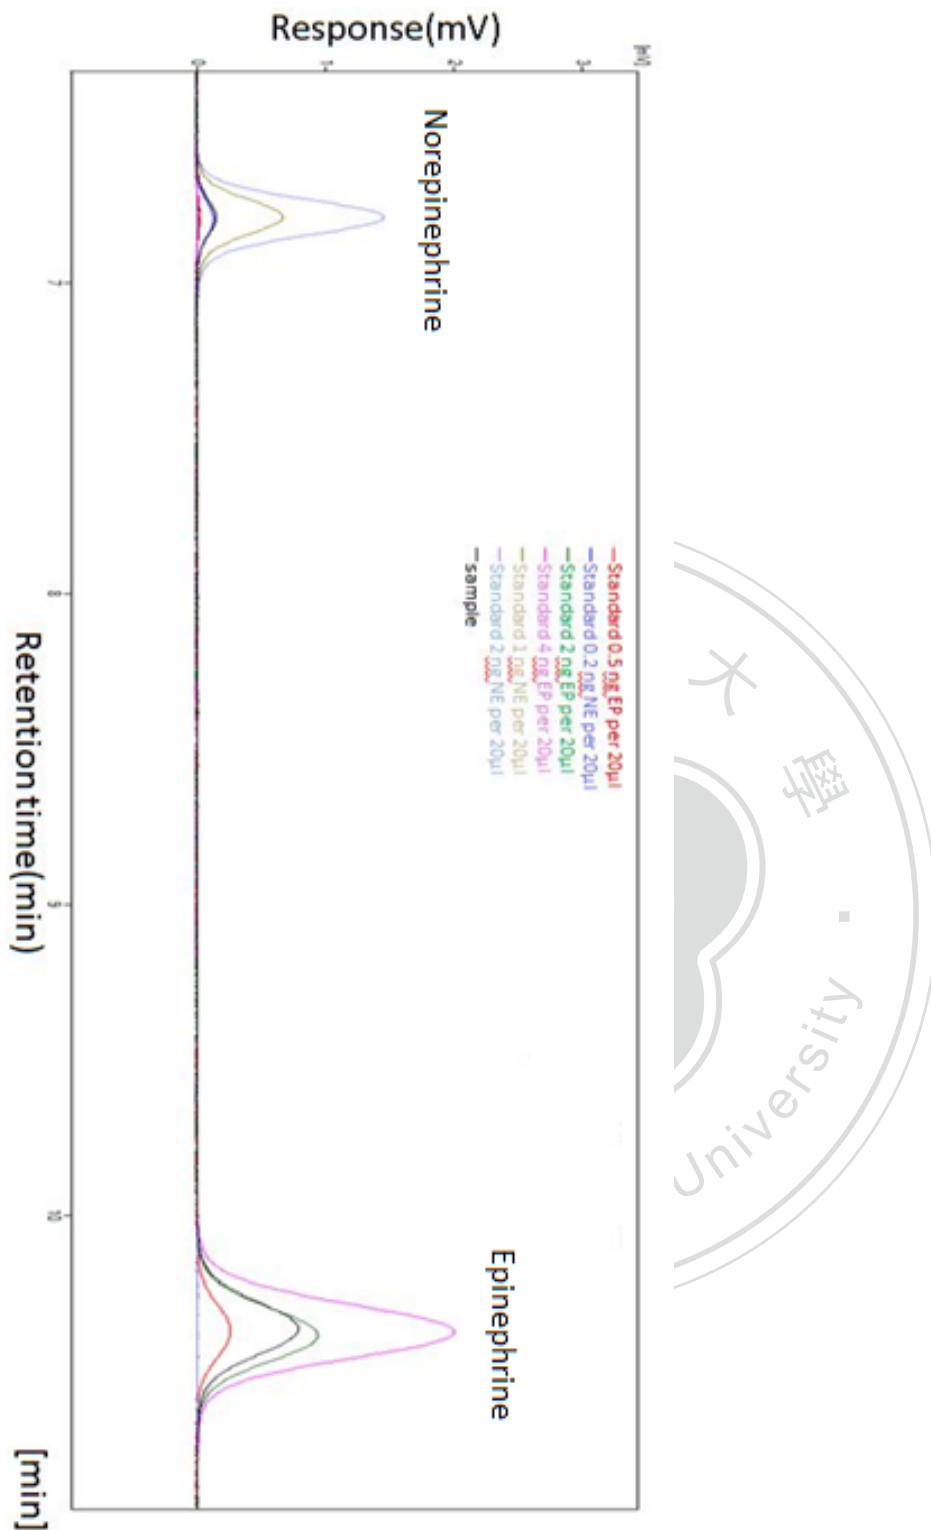 Response(mV)
[mV]
3
2
1
0
Norepinephrine
Epinephrine
Standard 0.5 ng EP per 20µl
Standard 0.2 ng NE per 20µl
Standard 2 ng EP per 20µl
Standard 4 ng EP per 20µl
Standard 1 ng NE per 20µl
Standard 2 ng NE per 20µl
sample
7
8
9
10
Retention time(min)
[min]
大學
·
University